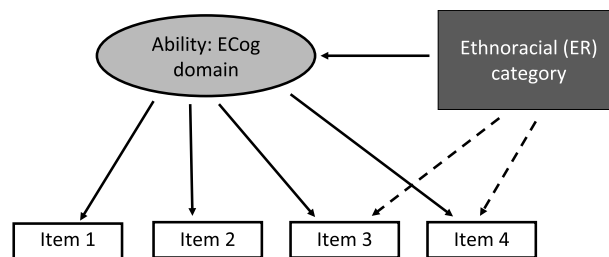 Ability: ECog
domain
Ethnoracial (ER)
category
Item 1
Item 2
Item 3
Item 4